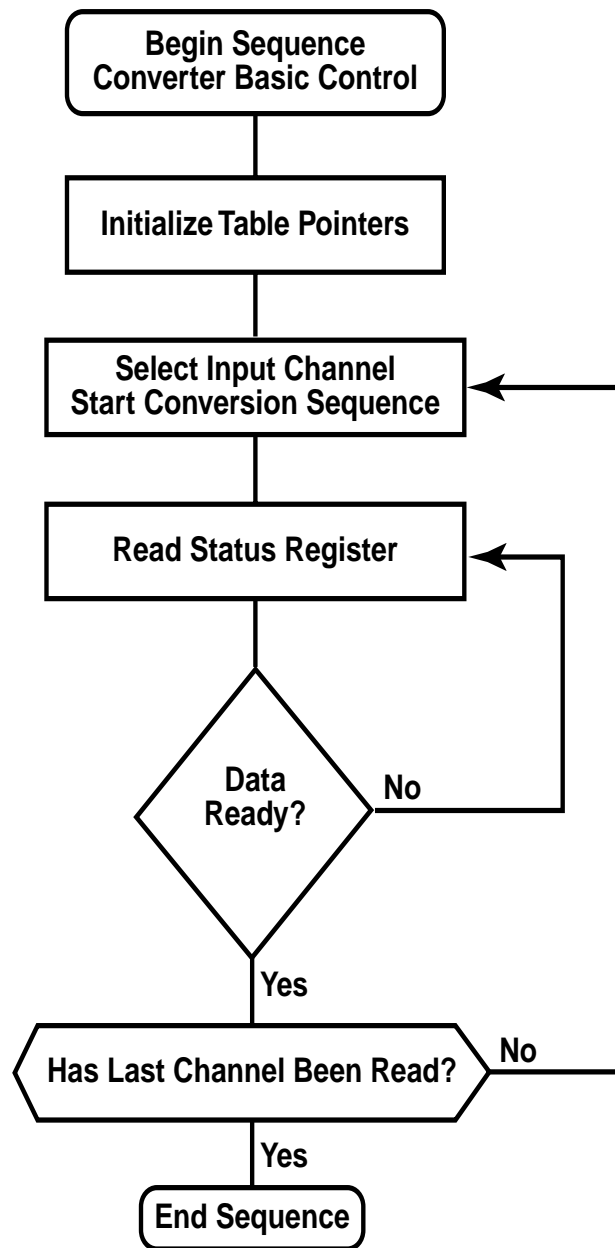 Begin Sequence
Converter Basic Control
Initialize Table Pointers
Select Input Channel
Start Conversion Sequence
Read Status Register
Data
Ready?
No
Yes
Has Last Channel Been Read?
No
Yes
End Sequence